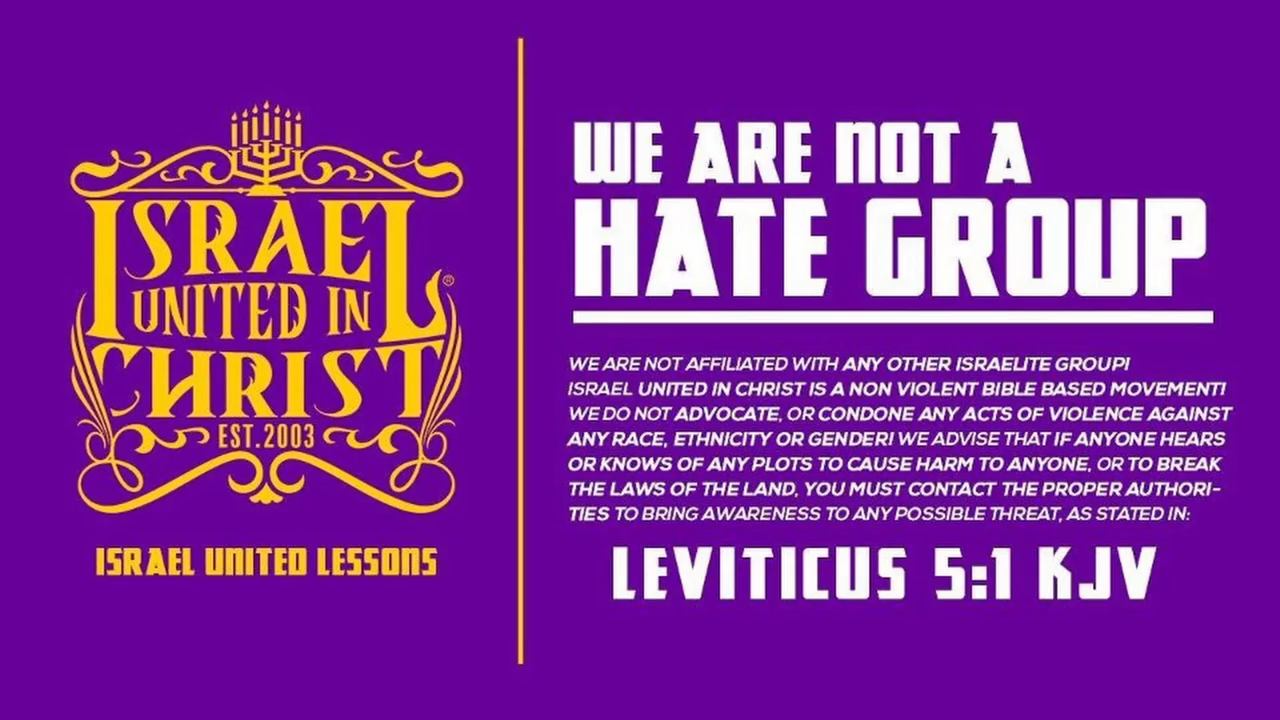 ISRAEL
UNITED IN
CHRIST
EST.2003
ISRAEL UNITED LESSONS
WE ARE NOT A
HATE GROUP
WE ARE NOT AFFILIATED WITH ANY OTHER ISRAELITE GROUP!
ISRAEL UNITED IN CHRIST IS A NON VIOLENT BIBLE BASED MOVEMENT!
WE DO NOT ADVOCATE, OR CONDONE ANY ACTS OF VIOLENCE AGAINST
ANY RACE, ETHNICITY OR GENDER! WE ADVISE THAT IF ANYONE HEARS
OR KNOWS OF ANY PLOTS TO CAUSE HARM TO ANYONE, OR TO BREAK
THE LAWS OF THE LAND, YOU MUST CONTACT THE PROPER AUTHORI-
TIES TO BRING AWARENESS TO ANY POSSIBLE THREAT, AS STATED IN:
LEVITICUS 5:1 KJV